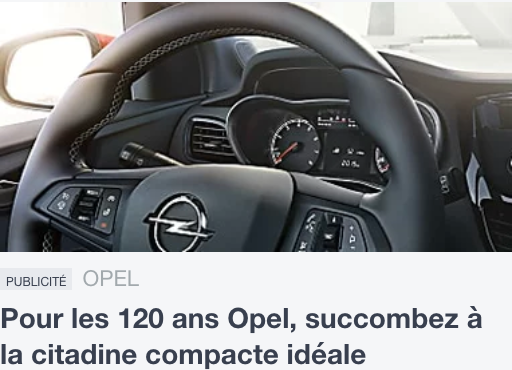 PUBLICITÉ OPEL
Pour les 120 ans Opel, succombez à
la citadine compacte idéale